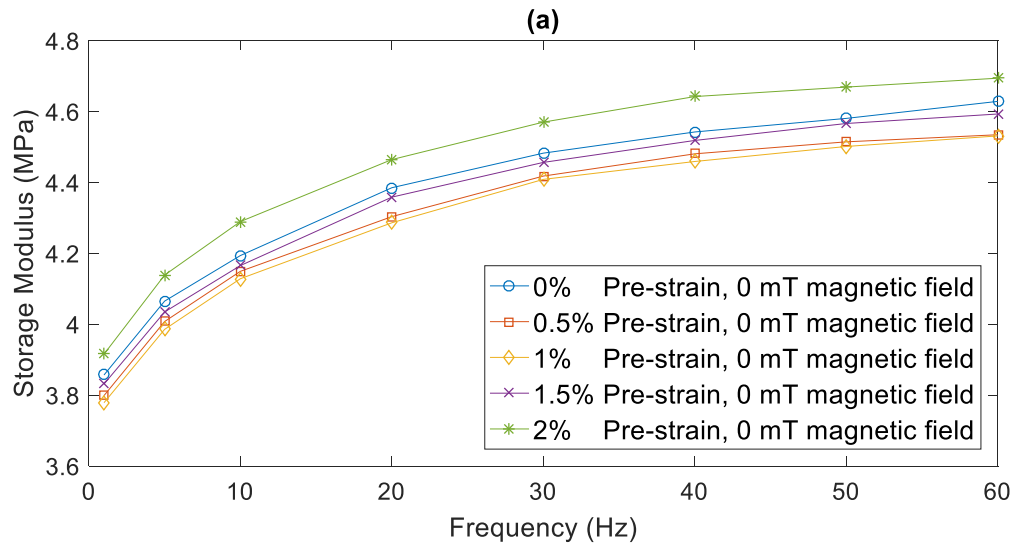 (a)
4.8
4.6
4.4
4.2
4
3.8
3.6
Storage Modulus (MPa)
0% Pre-strain, 0 mT magnetic field
0.5% Pre-strain, 0 mT magnetic field
1% Pre-strain, 0 mT magnetic field
1.5% Pre-strain, 0 mT magnetic field
2% Pre-strain, 0 mT magnetic field
0 10 20 30 40 50 60
Frequency (Hz)